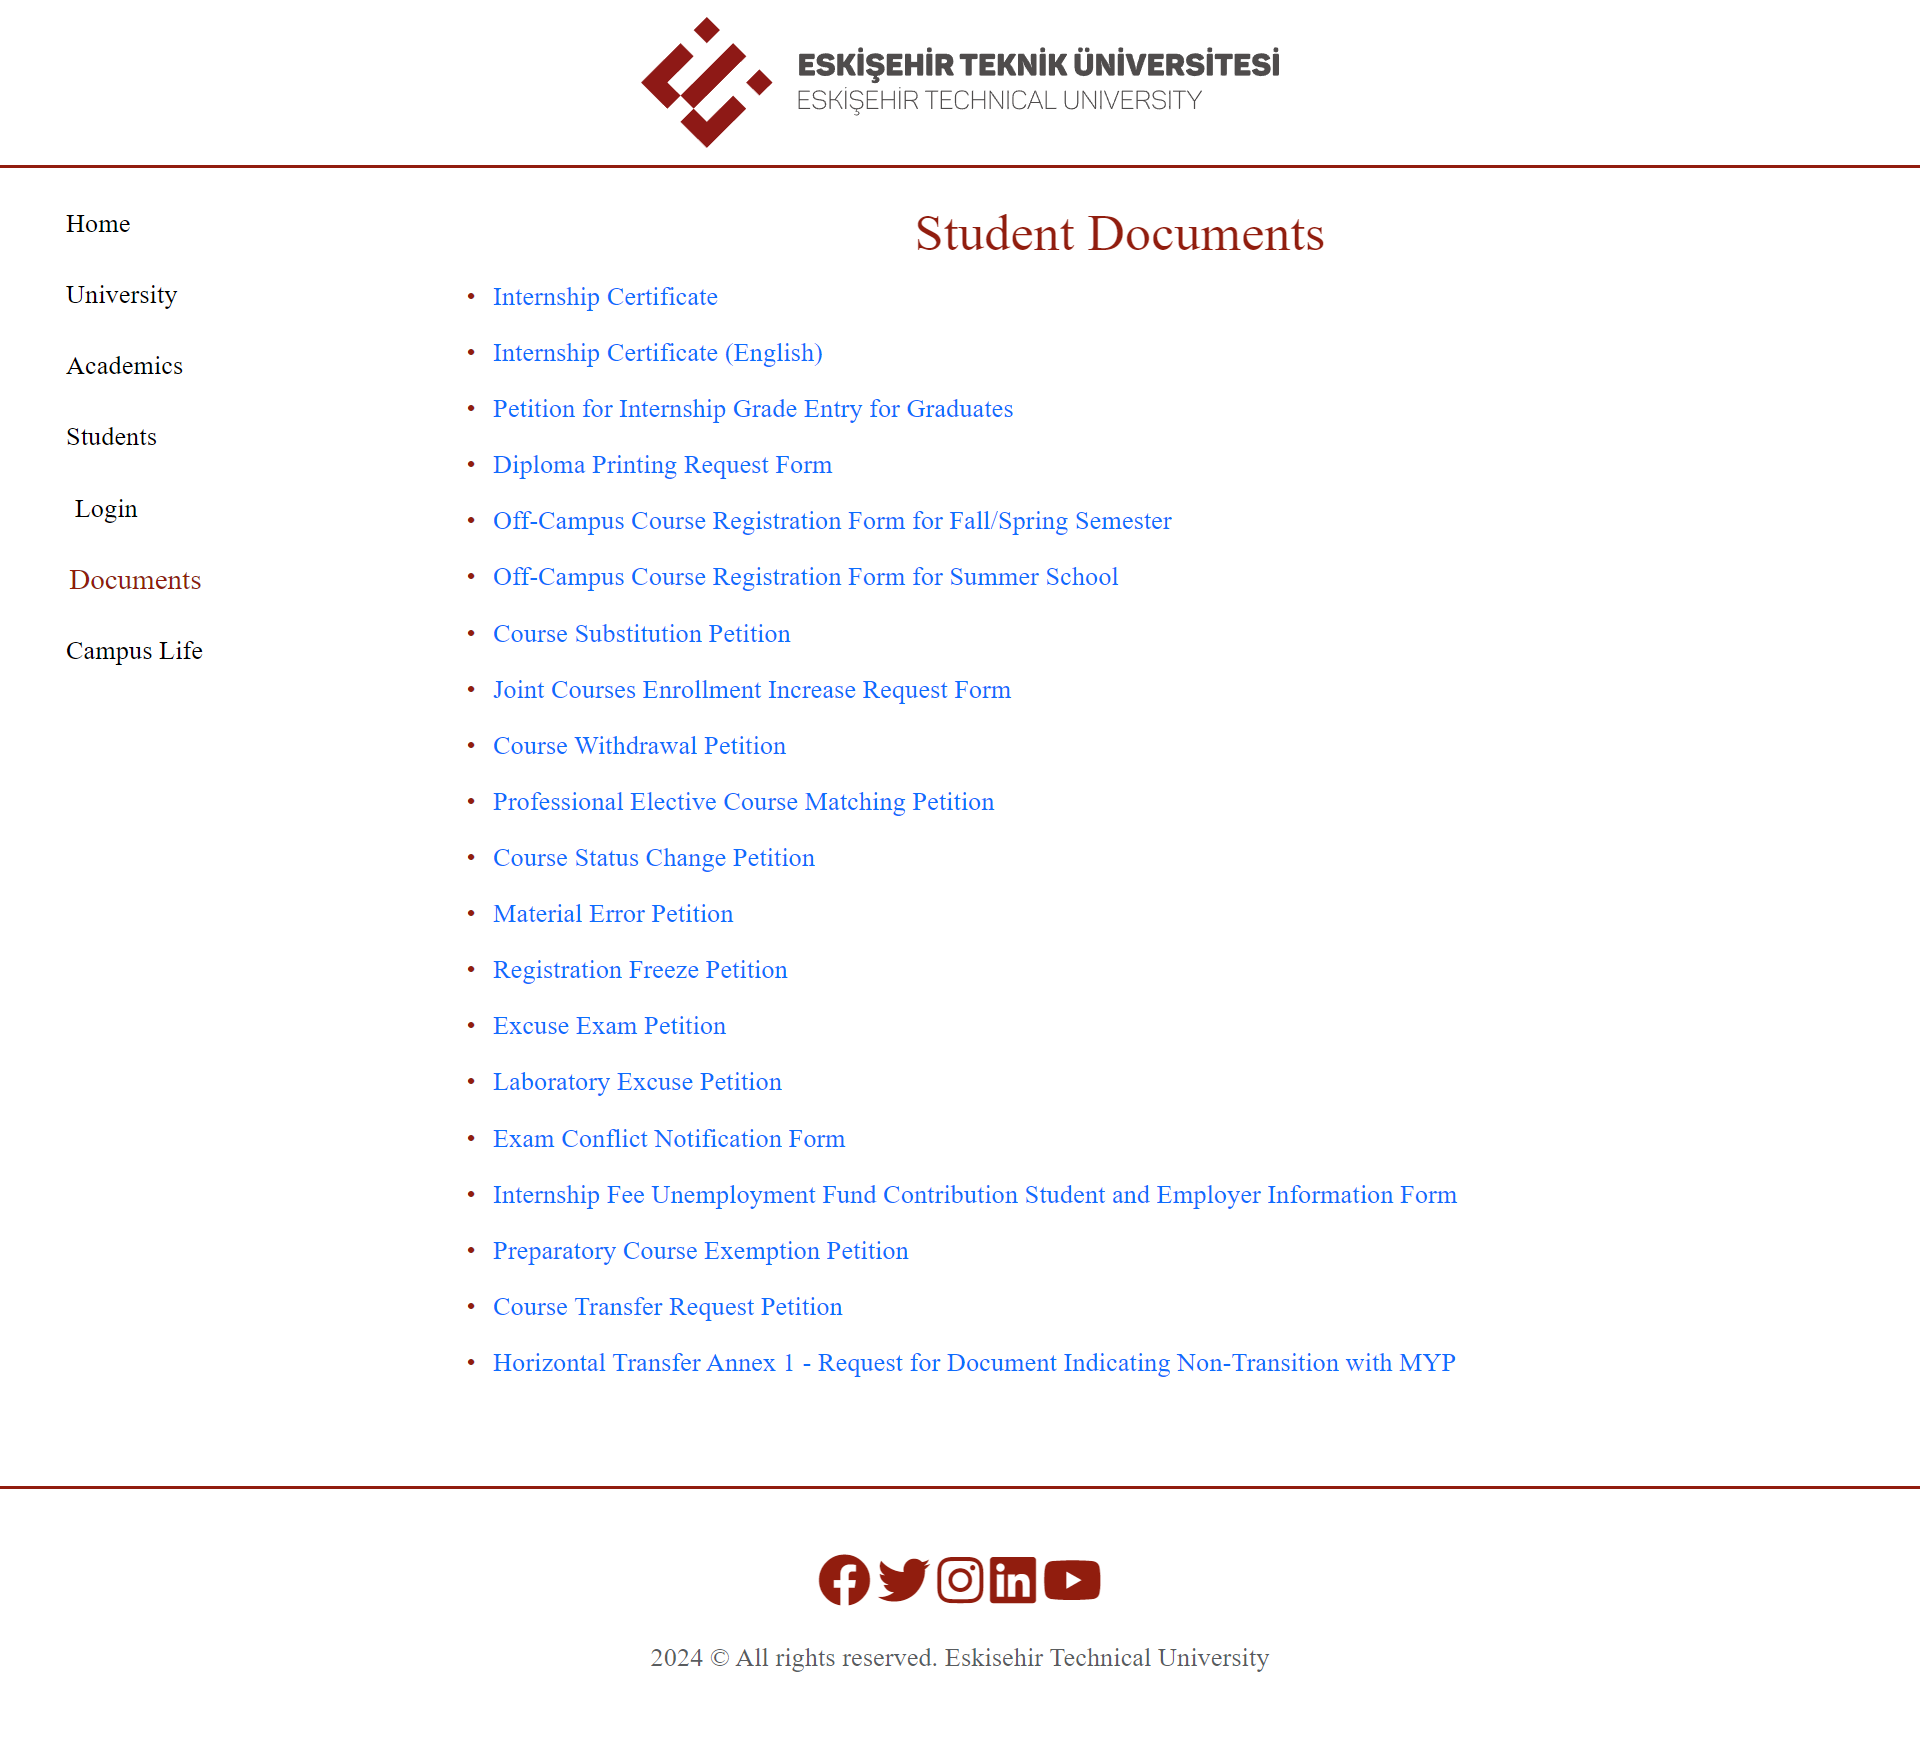 ESKİŞEHİR TEKNİK ÜNİVERSİTESİ
ESKİŞEHİR TECHNICAL UNIVERSITY
Home
University
Academics
Students
Login
Documents
Campus Life
Student Documents
• Internship Certificate
• Internship Certificate (English)
• Petition for Internship Grade Entry for Graduates
• Diploma Printing Request Form
• Off-Campus Course Registration Form for Fall/Spring Semester
• Off-Campus Course Registration Form for Summer School
• Course Substitution Petition
• Joint Courses Enrollment Increase Request Form
• Course Withdrawal Petition
• Professional Elective Course Matching Petition
• Course Status Change Petition
• Material Error Petition
• Registration Freeze Petition
• Excuse Exam Petition
• Laboratory Excuse Petition
• Exam Conflict Notification Form
• Internship Fee Unemployment Fund Contribution Student and Employer Information Form
• Preparatory Course Exemption Petition
• Course Transfer Request Petition
• Horizontal Transfer Annex 1 - Request for Document Indicating Non-Transition with MYP
2024 © All rights reserved. Eskisehir Technical University